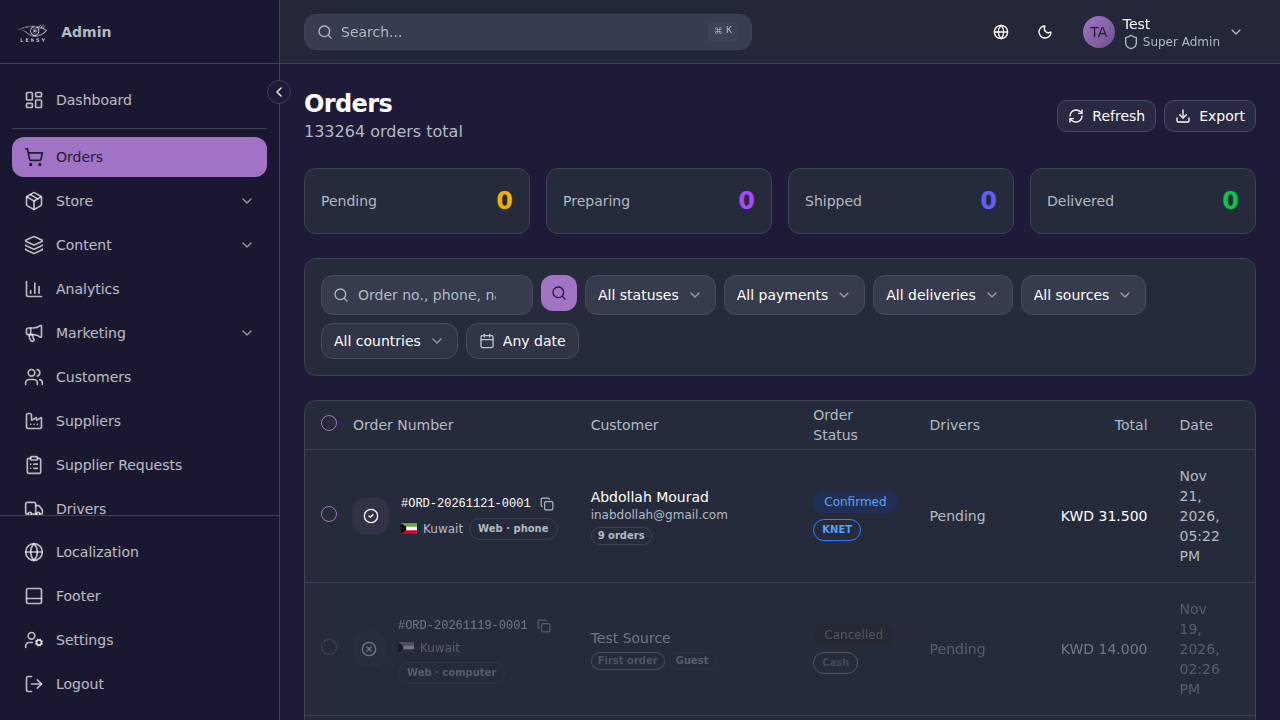 LENSY
Admin
Search...
⌘ K
TA
Test
Super Admin
Dashboard
Orders
Store
Content
Analytics
Marketing
Customers
Suppliers
Supplier Requests
Drivers
Localization
Footer
Settings
Logout
Orders
133264 orders total
Refresh
Export
Pending
0
Preparing
0
Shipped
0
Delivered
0
Order no., phone, na
All statuses
All payments
All deliveries
All sources
All countries
Any date
Order Number
Customer
Order
Status
Drivers
Total
Date
#ORD-20261121-0001
Kuwait
Web · phone
Abdollah Mourad
inabdollah@gmail.com
9 orders
Confirmed
KNET
Pending
KWD 31.500
Nov
21,
2026,
05:22
PM
#ORD-20261119-0001
Kuwait
Web · computer
Test Source
First order
Guest
Cancelled
Cash
Pending
KWD 14.000
Nov
19,
2026,
02:26
PM